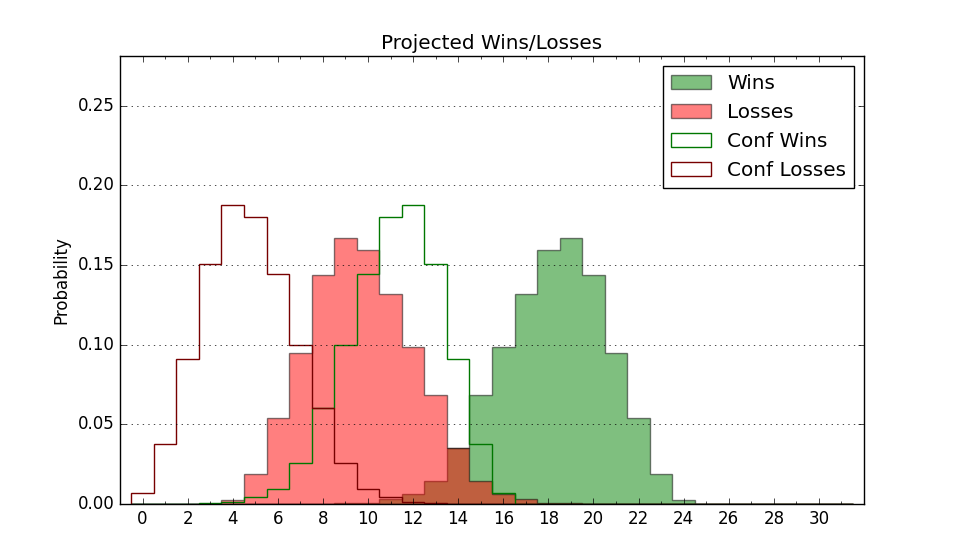 Projected Wins/Losses
Wins
Losses
Conf Wins
Conf Losses
Probability
0.25
0.20
0.15
0.10
0.05
0.00
0 2 4 6 8 10 12 14 16 18 20 22 24 26 28 30